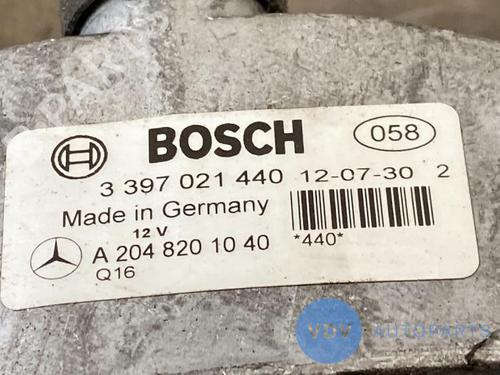 BOSCH 058
3 397 021 440 12-07-30 2
Made in Germany
12 V
A 204 820 10 40 *440*
Q16
VDV AUTOPARTS